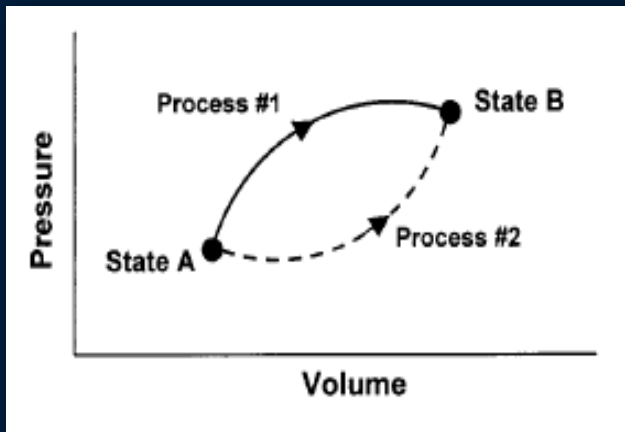 Process #1
State B
Pressure
State A
Process #2
Volume